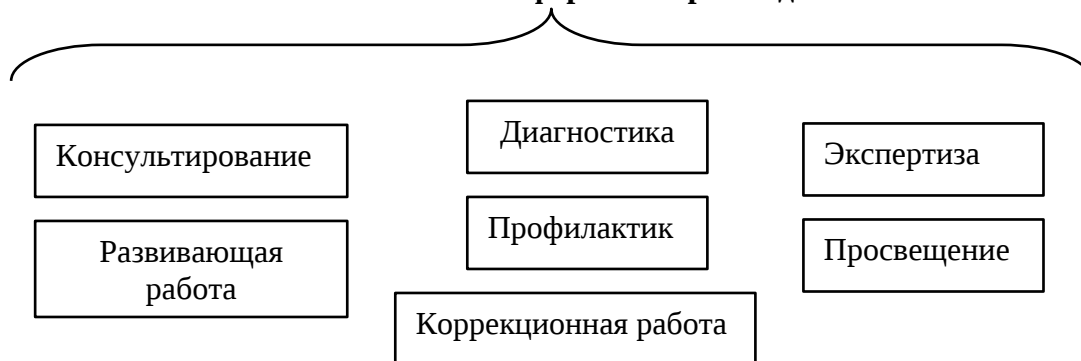 Консультирование
Развивающая
работа
Диагностика
Профилактик
Коррекционная работа
Экспертиза
Просвещение